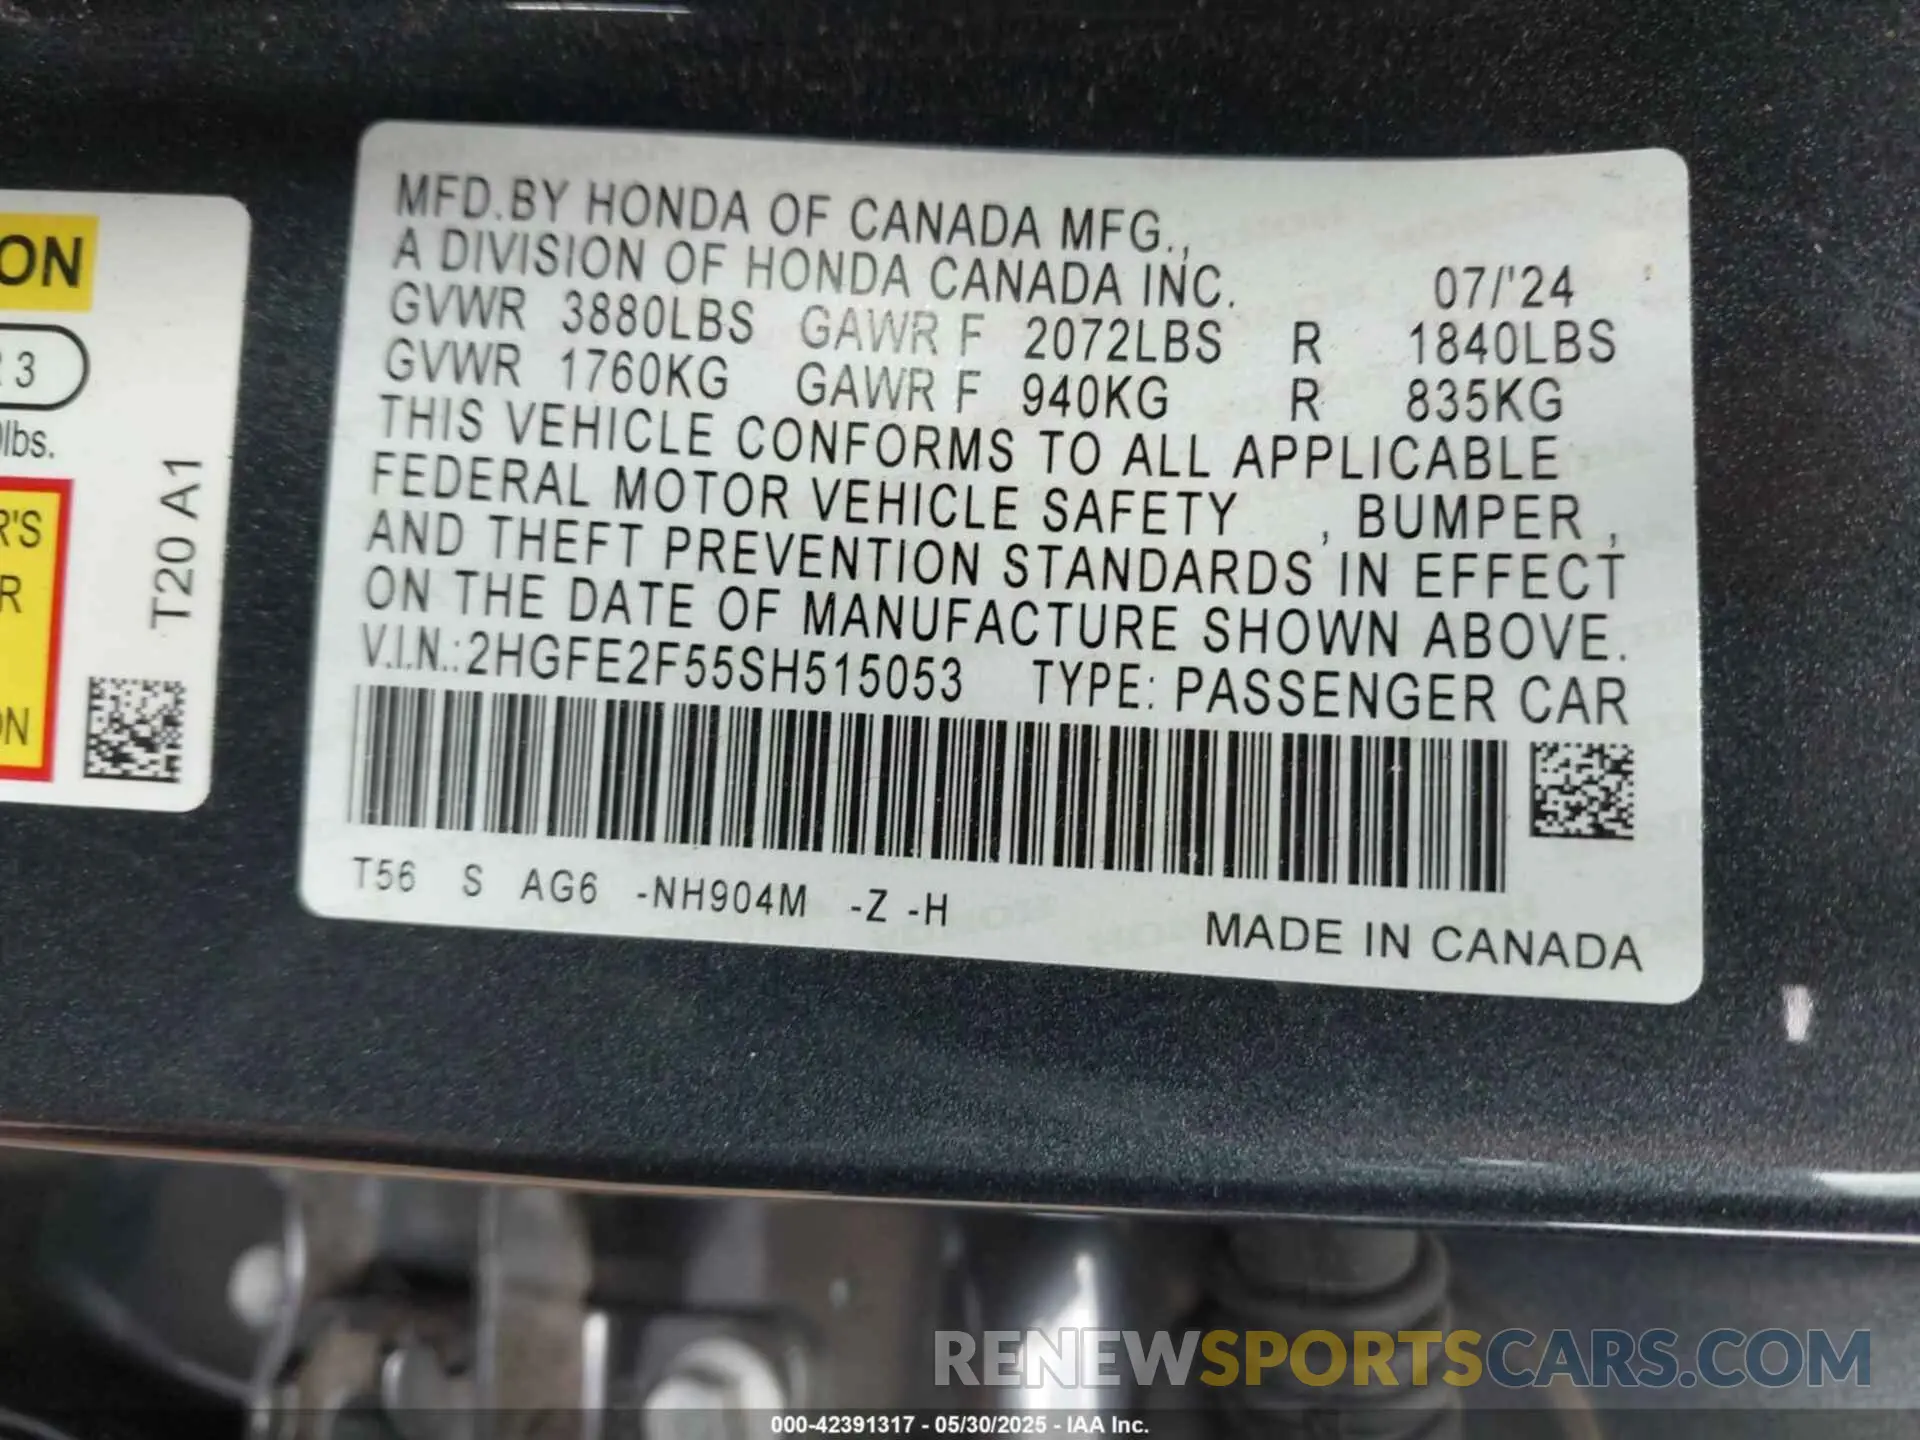 MFD.BY HONDA OF CANADA MFG.,
A DIVISION OF HONDA CANADA INC. 07/'24
GVWR 3880LBS GAWR F 2072LBS R 1840LBS
GVWR 1760KG GAWR F 940KG R 835KG
THIS VEHICLE CONFORMS TO ALL APPLICABLE
FEDERAL MOTOR VEHICLE SAFETY , BUMPER ,
AND THEFT PREVENTION STANDARDS IN EFFECT
ON THE DATE OF MANUFACTURE SHOWN ABOVE.
V.I.N.:2HGFE2F55SH515053 TYPE: PASSENGER CAR
T56 S AG6 -NH904M -Z -H
MADE IN CANADA
ON
3
lbs.
R'S
R
ON
T20 A1
RENEWSPORTSCARS.COM
000-42391317 - 05/30/2025 - IAA Inc.